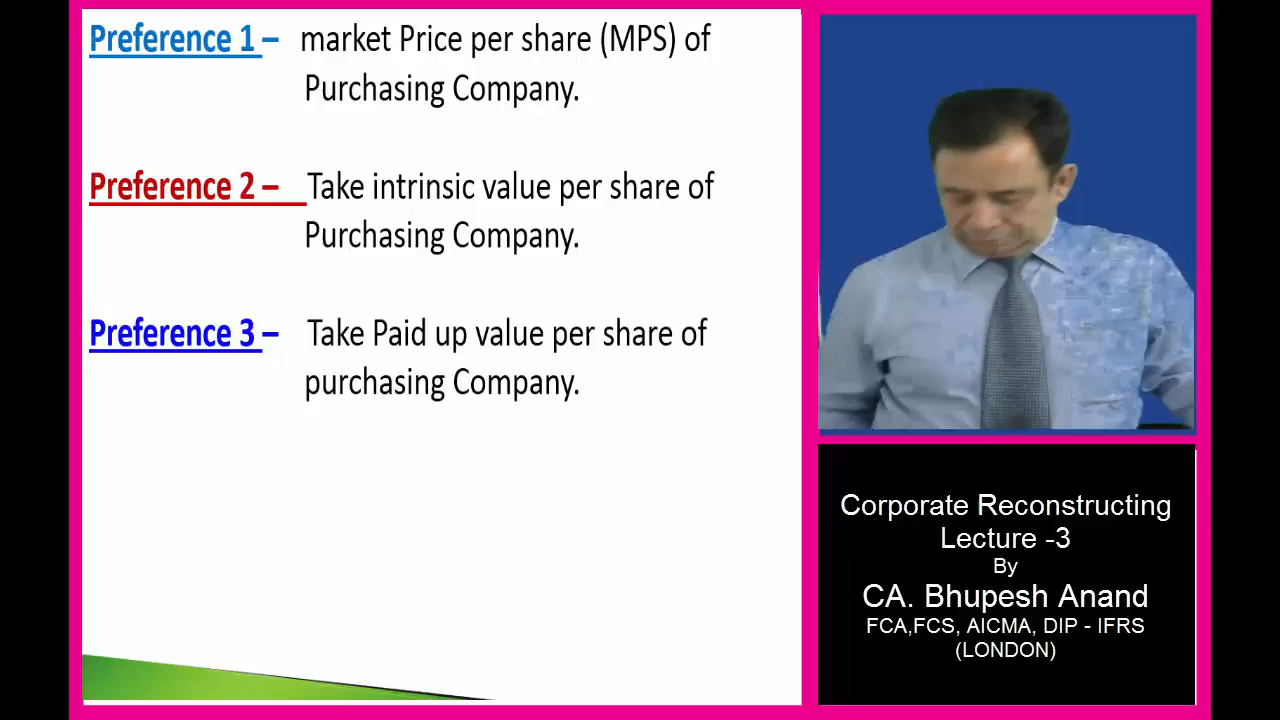 Preference 1 – market Price per share (MPS) of
Purchasing Company.
Preference 2 – Take intrinsic value per share of
Purchasing Company.
Preference 3 – Take Paid up value per share of
purchasing Company.
Corporate Reconstructing
Lecture -3
By
CA. Bhupesh Anand
FCA,FCS, AICMA, DIP - IFRS
(LONDON)